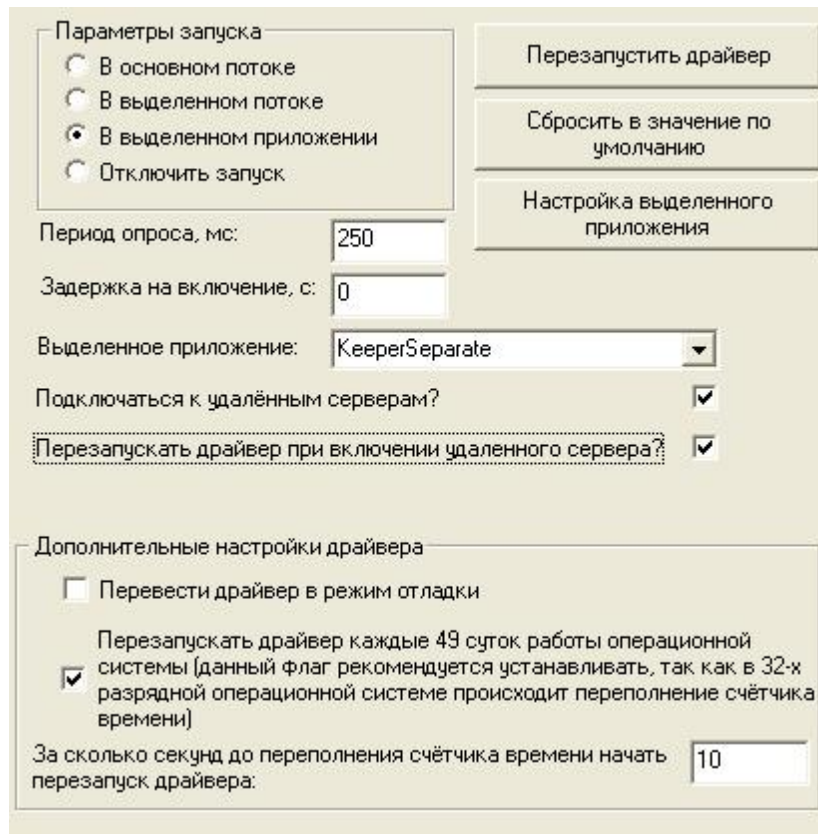 Параметры запуска
В основном потоке
В выделенном потоке
В выделенном приложении
Отключить запуск
Перезапустить драйвер
Сбросить в значение по
умолчанию
Настройка выделенного
приложения
Период опроса, мс:
250
Задержка на включение, с:
0
Выделенное приложение:
KeeperSeparate
Подключаться к удалённым серверам?
Перезапускать драйвер при включении удаленного сервера?
Дополнительные настройки драйвера
Перевести драйвер в режим отладки
Перезапускать драйвер каждые 49 суток работы операционной
системы (данный флаг рекомендуется устанавливать, так как в 32-х
разрядной операционной системе происходит переполнение счётчика
времени)
За сколько секунд до переполнения счётчика времени начать
перезапуск драйвера:
10